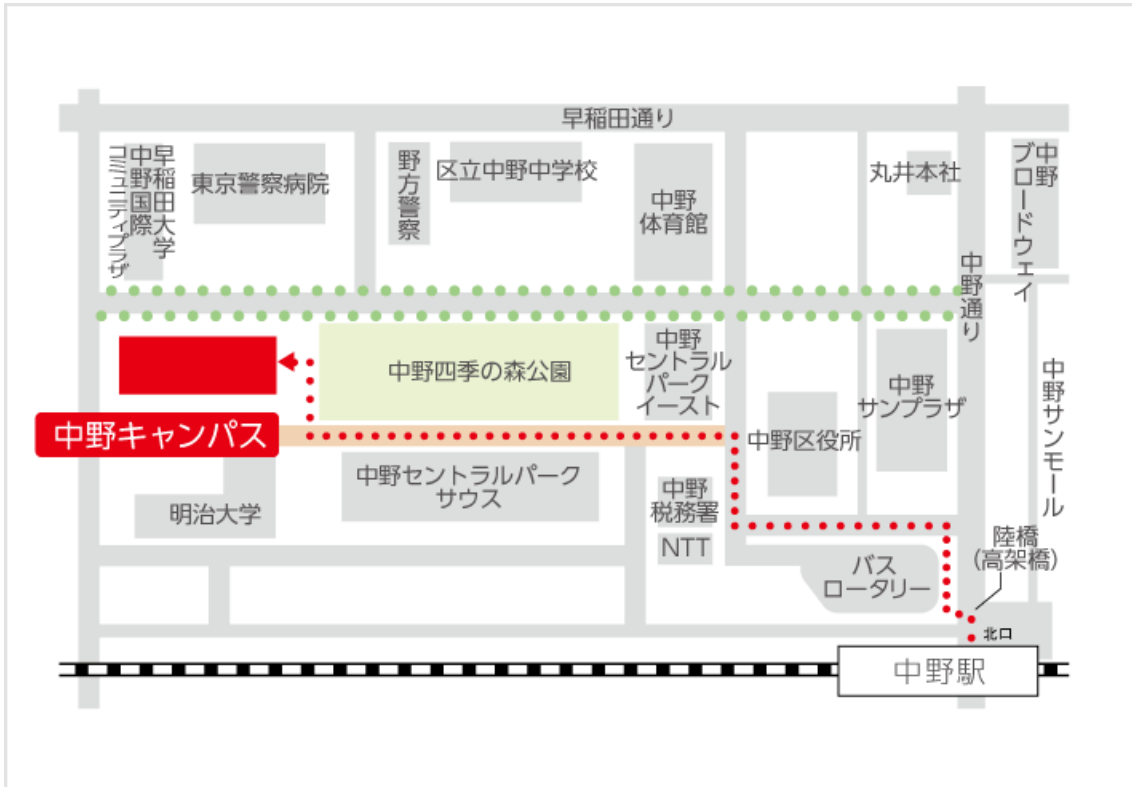 早稲田通り
早稲田大学
中野国際
コミュニティプラザ
東京警察病院
野方警察
区立中野中学校
中野
体育館
丸井本社
中野
ブロードウェイ
中野通り
中野四季の森公園
中野
セントラル
パーク
イースト
中野
サンプラザ
中野サンモール
中野キャンパス
中野区役所
中野セントラルパーク
サウス
明治大学
中野
税務署
NTT
バス
ロータリー
陸橋
(高架橋)
北口
中野駅